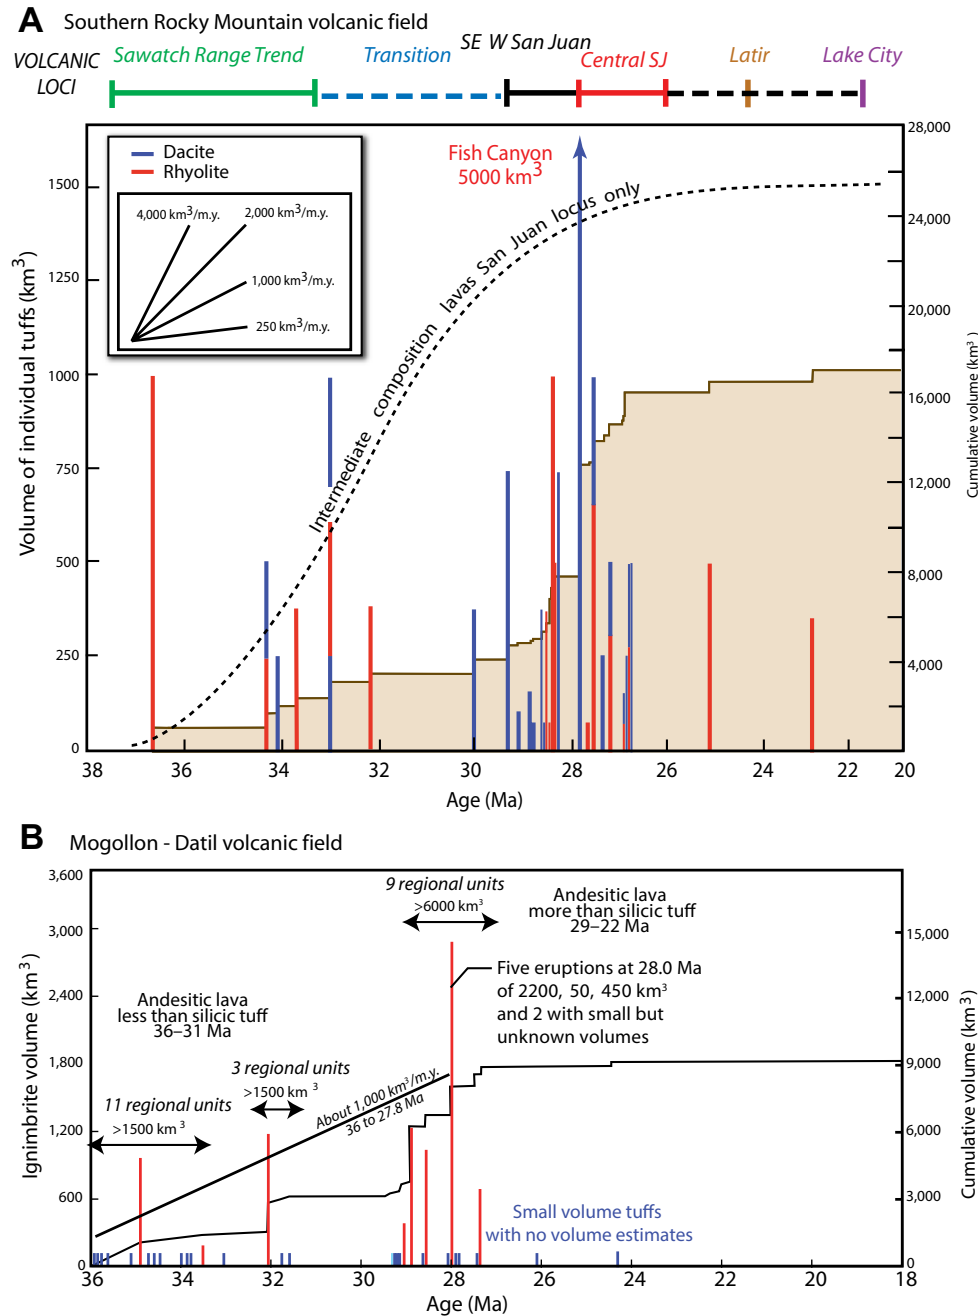 A Southern Rocky Mountain volcanic field
VOLCANIC
LOCI
Sawatch Range Trend
Transition
SE W San Juan
Central SJ
Latir
Lake City
Dacite
Rhyolite
4,000 km3/m.y.
2,000 km3/m.y.
1,000 km3/m.y.
250 km3/m.y.
Fish Canyon
5000 km3
Intermediate composition lavas San Juan locus only
Volume of individual tuffs (km3)
1500
1250
1000
750
500
250
0
28,000
24,000
20,000
16,000
12,000
8,000
4,000
Cumulative volume (km3)
38 36 34 32 30 28 26 24 22 20
Age (Ma)
B Mogollon - Datil volcanic field
Ignimbrite volume (km3)
3,600
3,000
2,400
1,800
1,200
600
0
15,000
12,000
9,000
6,000
3,000
0
Cumulative volume (km3)
9 regional units
>6000 km3
Andesitic lava
more than silicic tuff
29–22 Ma
Five eruptions at 28.0 Ma
of 2200, 50, 450 km3
and 2 with small but
unknown volumes
Andesitic lava
less than silicic tuff
36–31 Ma
3 regional units
>1500 km 3
11 regional units
>1500 km 3
About 1,000 km3/m.y.
36 to 27.8 Ma
Small volume tuffs
with no volume estimates
36 34 32 30 28 26 24 22 20 18
Age (Ma)